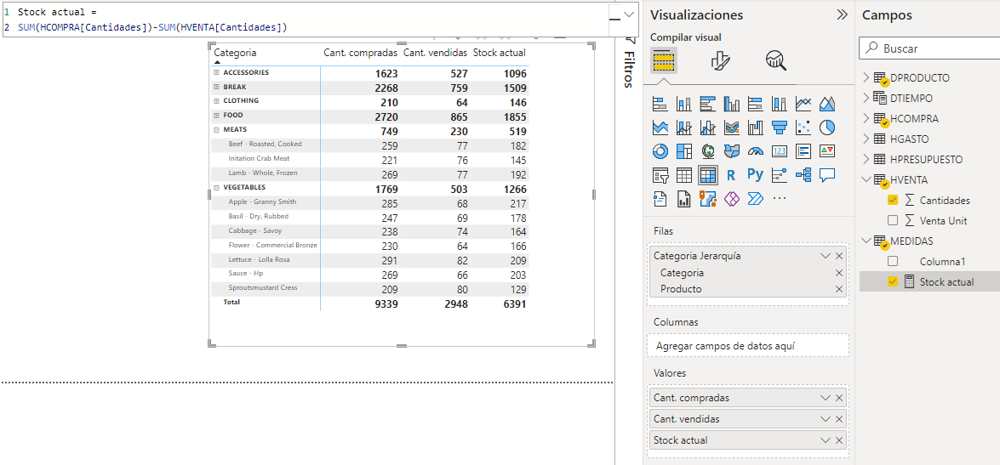 1 Stock actual =
2 SUM(HCOMPRA[Cantidades])-SUM(HVENTA[Cantidades])
Categoria Cant. compradas Cant. vendidas Stock actual
ACCESSORIES 1623 527 1096
BREAK 2268 759 1509
CLOTHING 210 64 146
FOOD 2720 865 1855
MEATS 749 230 519
Beef - Roasted, Cooked 259 77 182
Initation Crab Meat 221 76 145
Lamb - Whole, Frozen 269 77 192
VEGETABLES 1769 503 1266
Apple - Granny Smith 285 68 217
Basil - Dry, Rubbed 247 69 178
Cabbage - Savoy 238 74 164
Flower - Commercial Bronze 230 64 166
Lettuce - Lolla Rosa 291 82 209
Sauce - Hp 269 66 203
Sproutsmustard Cress 209 80 129
Total 9339 2948 6391
Filtros
Visualizaciones
Compilar visual
123
R
Py
Filas
Categoria Jerarquía
Categoria
Producto
Columnas
Agregar campos de datos aquí
Valores
Cant. compradas
Cant. vendidas
Stock actual
Campos
Buscar
DPRODUCTO
DTIEMPO
HCOMPRA
HGASTO
HPRESUPUESTO
HVENTA
Cantidades
Venta Unit
MEDIDAS
Columna1
Stock actual